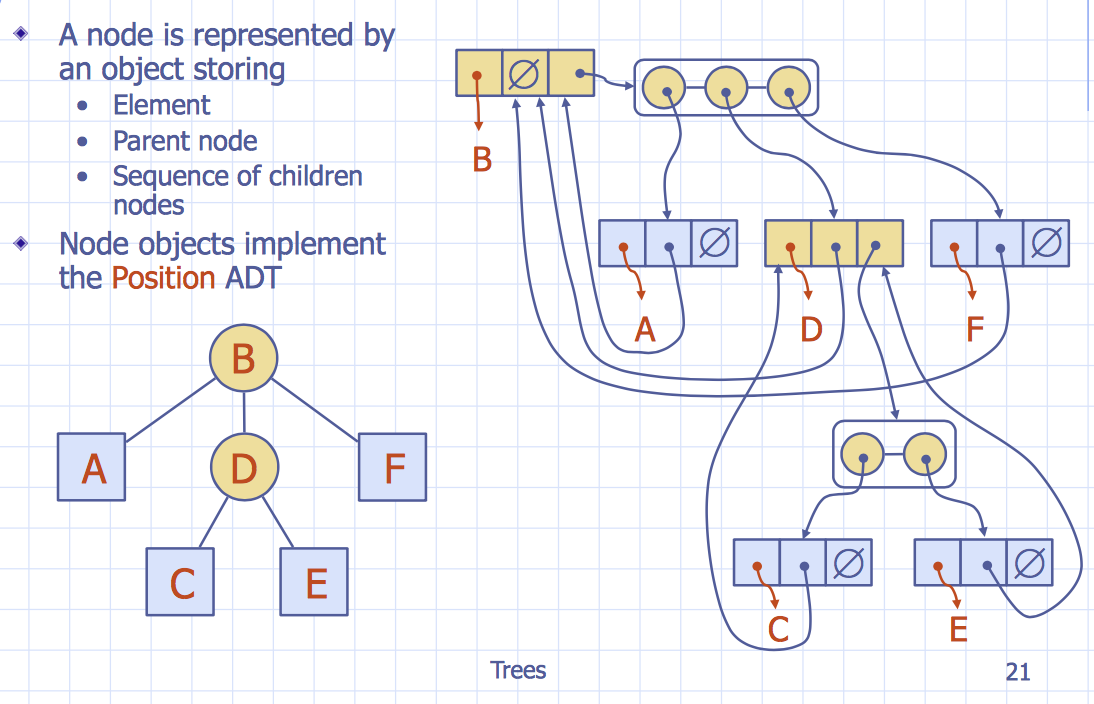 A node is represented by
an object storing
Element
Parent node
Sequence of children
nodes
Node objects implement
the Position ADT
B
A
D
F
C
E
B
∅
A
∅
D
F
∅
C
∅
E
∅
Trees
21